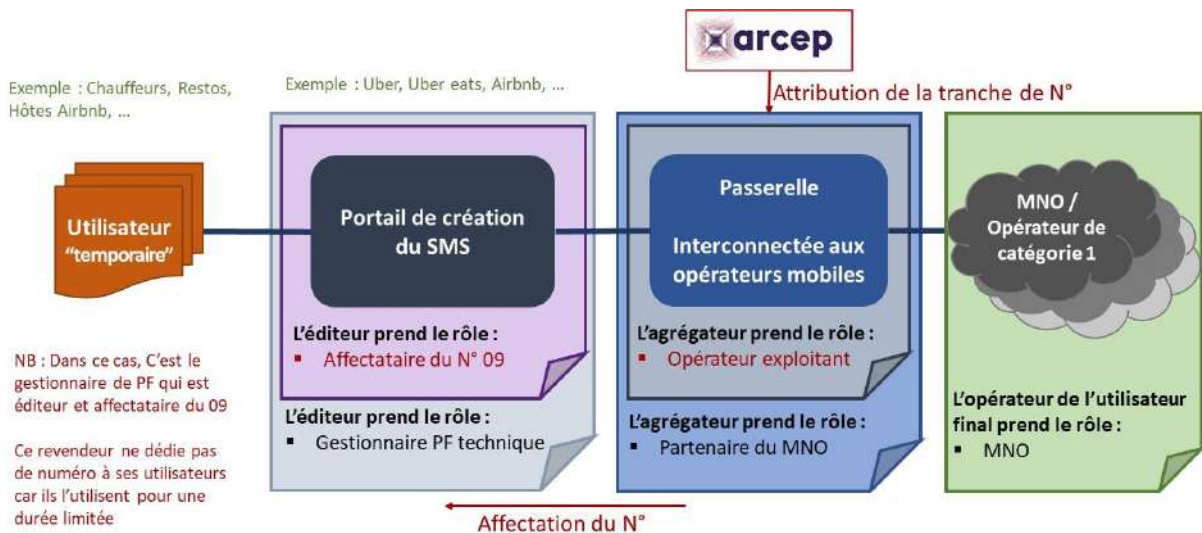 arcep
Attribution de la tranche de N°
Exemple : Chauffeurs, Restos,
Hôtes Airbnb, ...
Exemple : Uber, Uber eats, Airbnb, ...
Utilisateur
“temporaire”
Portail de création
du SMS
Passerelle
Interconnectée aux
opérateurs mobiles
MNO /
Opérateur de
catégorie 1
NB : Dans ce cas, C’est le
gestionnaire de PF qui est
éditeur et affectataire du 09
Ce revendeur ne dédie pas
de numéro à ses utilisateurs
car ils l’utilisent pour une
durée limitée
L’éditeur prend le rôle :
▪ Affectataire du N° 09
L’éditeur prend le rôle :
▪ Gestionnaire PF technique
L’agrégateur prend le rôle :
▪ Opérateur exploitant
L’agrégateur prend le rôle :
▪ Partenaire du MNO
L’opérateur de l’utilisateur
final prend le rôle :
▪ MNO
Affectation du N°